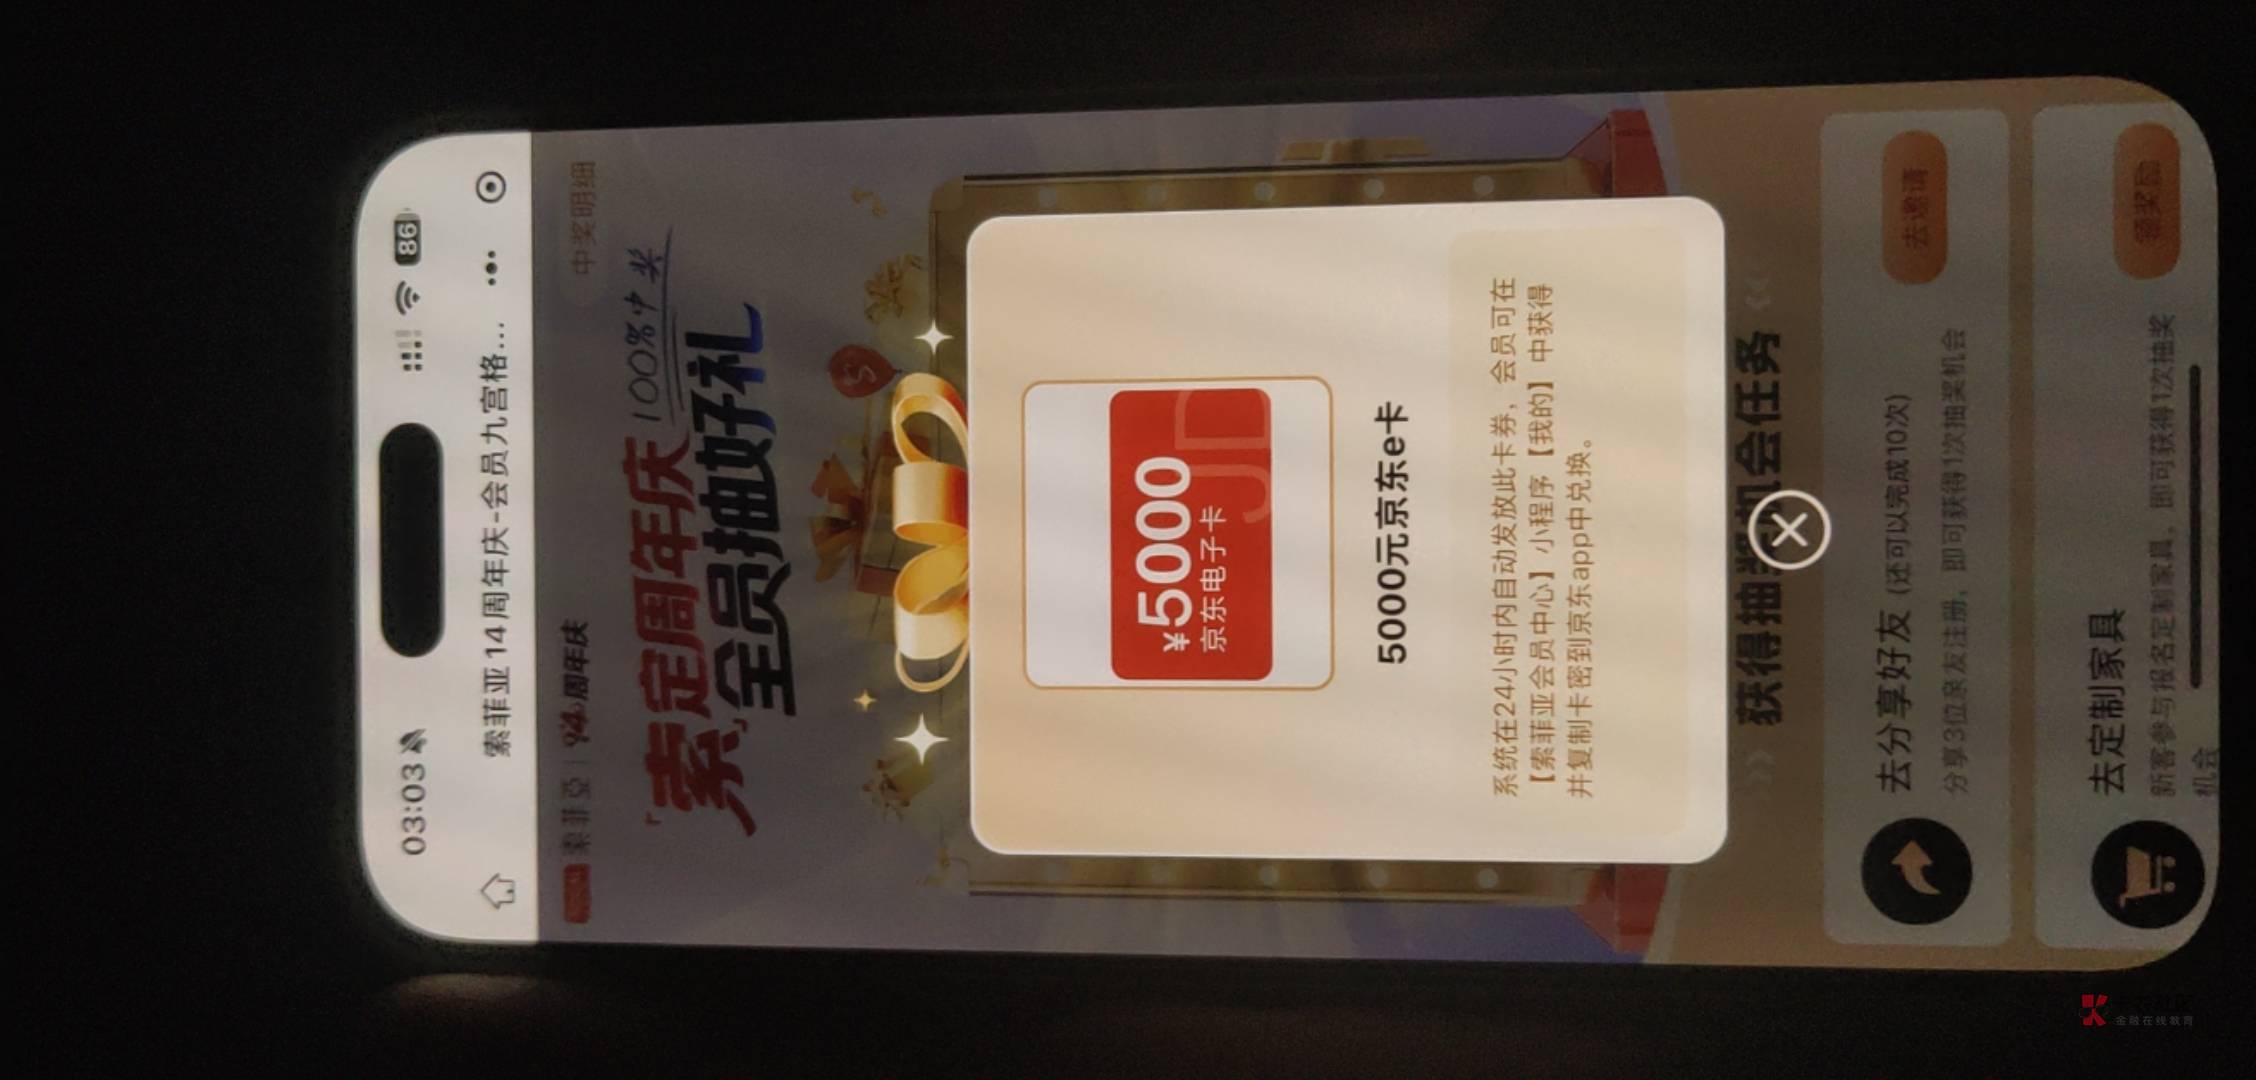 03:03
86
索菲亚14周年庆-会员九宫格...
索菲亞 | 14周年庆
中奖明细
「索」定周年庆 100%中奖
全员抽好礼
¥5000
京东电子卡
JD
5000元京东e卡
系统在24小时内自动发放此卡券，会员可在
【索菲亚会员中心】小程序【我的】中获得
并复制卡密到京东app中兑换。
获得抽奖机会任务
去分享好友（还可以完成10次）
分享3位亲友注册，即可获得1次抽奖机会
去邀请
去定制家具
新客参与报名定制家具，即可获得1次抽奖
机会
领奖励
金融在线教育